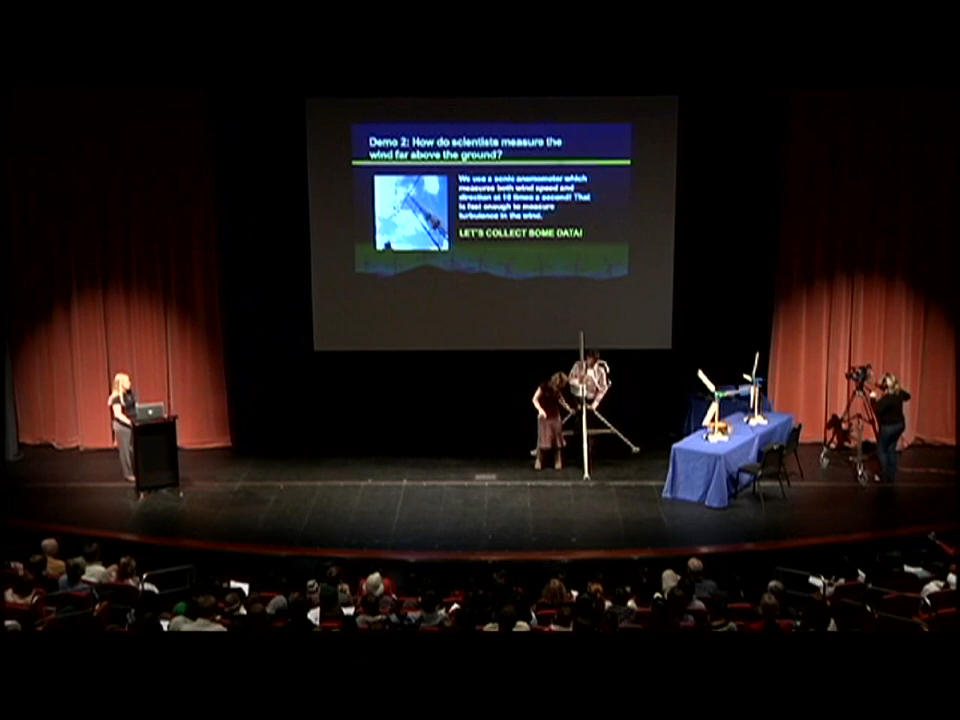 Demo 2: How do scientists measure the
wind far above the ground?
We use a sonic anemometer which
measures both wind speed and
direction at 10 times a second! That
is fast enough to measure
turbulence in the wind.
LET'S COLLECT SOME DATA!